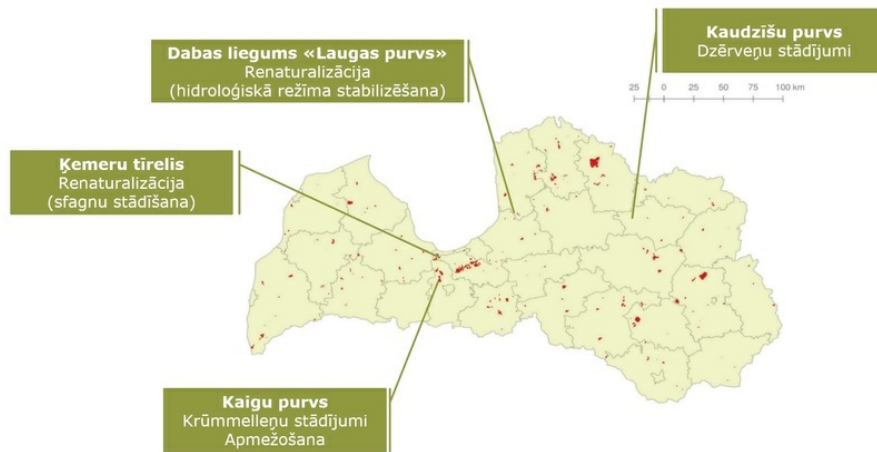 Kaudzīšu purvs
Dzērveņu stādījumi
Dabas liegums «Laugas purvs»
Renaturalizācija
(hidroloģiskā režīma stabilizēšana)
25 0 25 50 75 100 km
Ķemeru tīrelis
Renaturalizācija
(sfagnu stādīšana)
Kaigu purvs
Krūmmelleņu stādījumi
Apmežošana